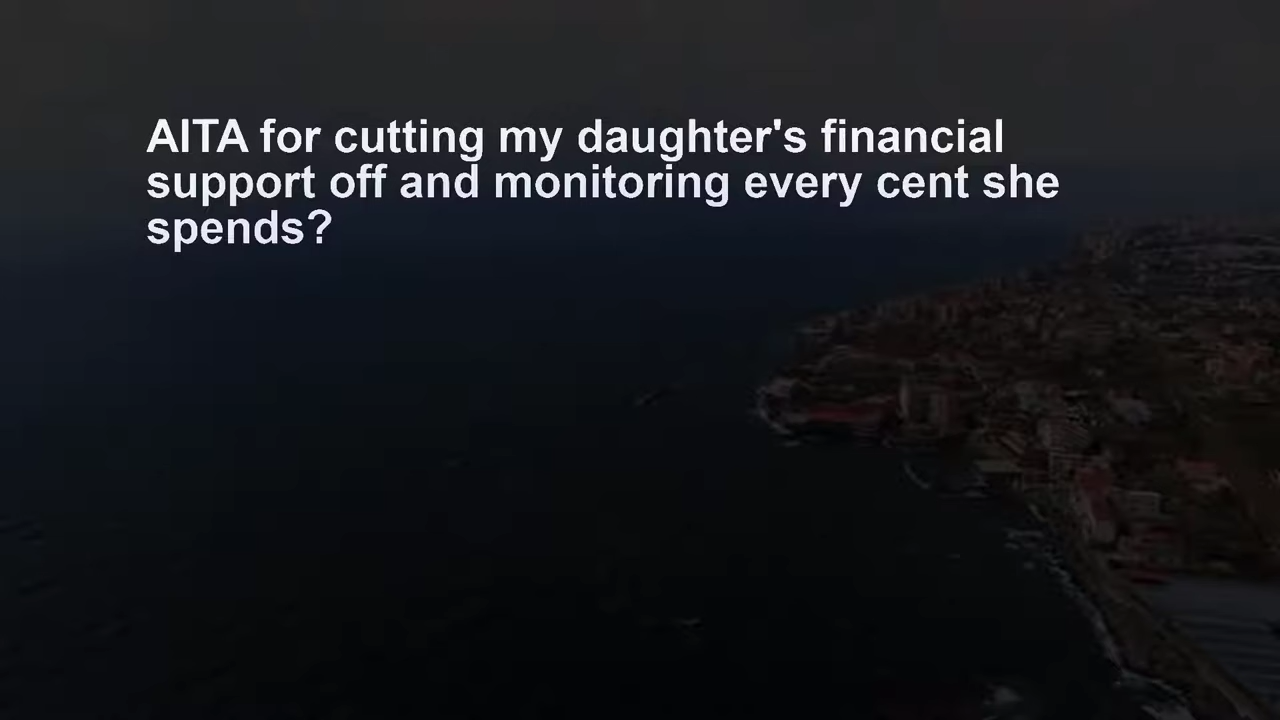 AITA for cutting my daughter's financial
support off and monitoring every cent she
spends?